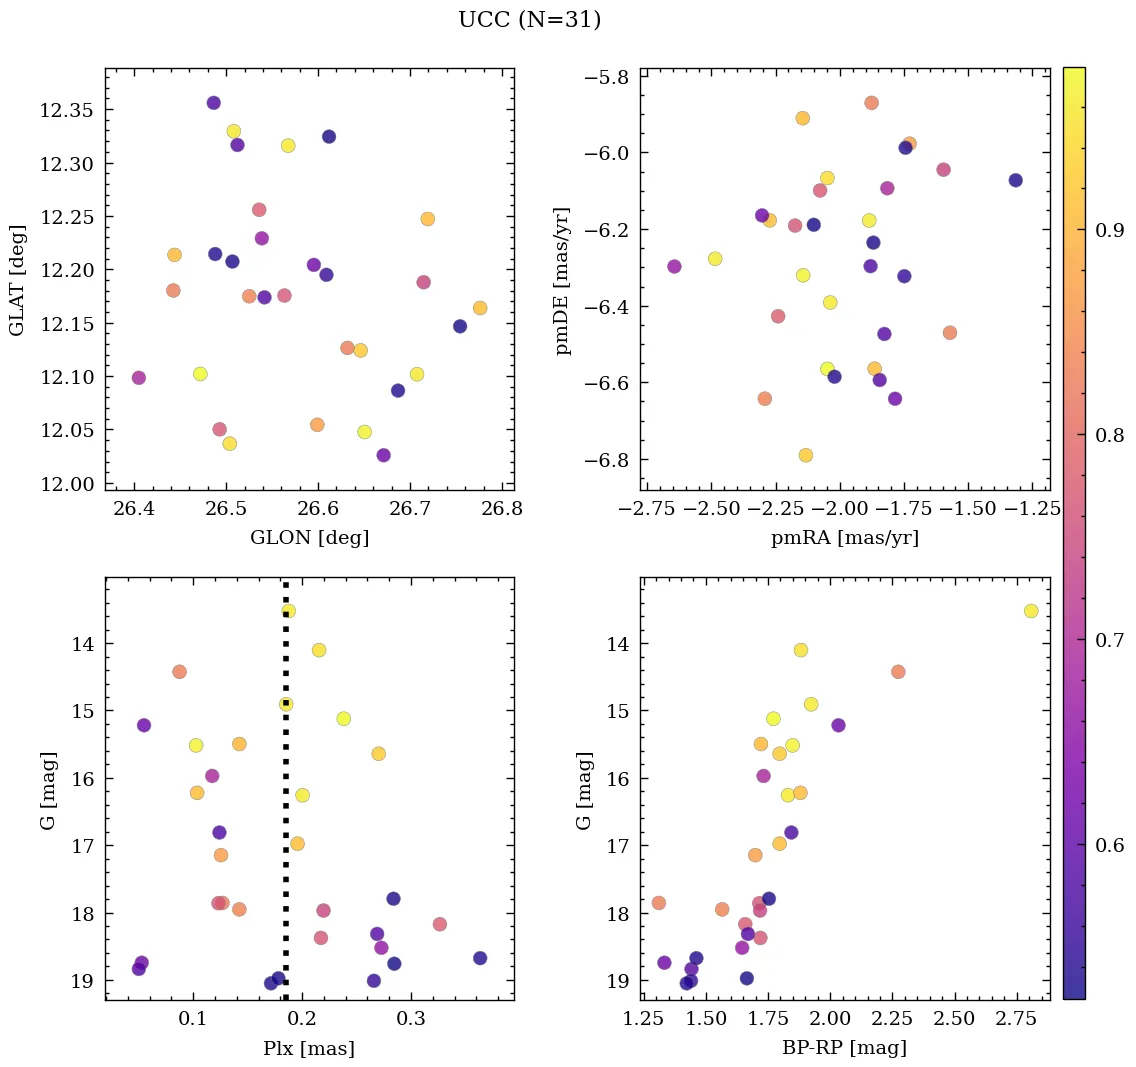 UCC (N=31)
12.35
12.30
12.25
12.20
12.15
12.10
12.05
12.00
GLAT [deg]
26.4 26.5 26.6 26.7 26.8
GLON [deg]
−5.8
−6.0
−6.2
−6.4
−6.6
−6.8
pmDE [mas/yr]
−2.75 −2.50 −2.25 −2.00 −1.75 −1.50 −1.25
pmRA [mas/yr]
14
15
16
17
18
19
G [mag]
0.1 0.2 0.3
Plx [mas]
14
15
16
17
18
19
G [mag]
1.25 1.50 1.75 2.00 2.25 2.50 2.75
BP-RP [mag]
0.9
0.8
0.7
0.6